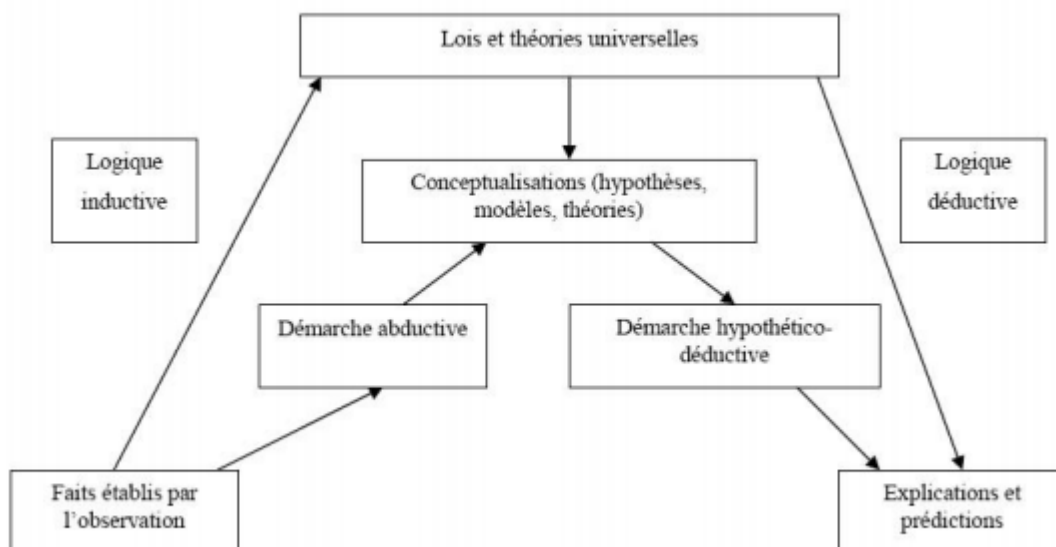 Lois et théories universelles
Logique
inductive
Conceptualisations (hypothèses,
modèles, théories)
Logique
déductive
Démarche abductive
Démarche hypothético-
déductive
Faits établis par
l’observation
Explications et
prédictions